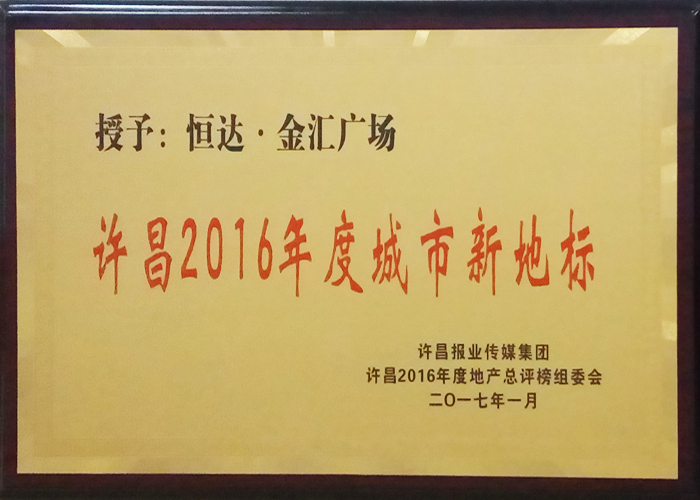 授予：恒达·金汇广场
许昌2016年度城市新地标
许昌报业传媒集团
许昌2016年度地产总评榜组委会
二〇一七年一月